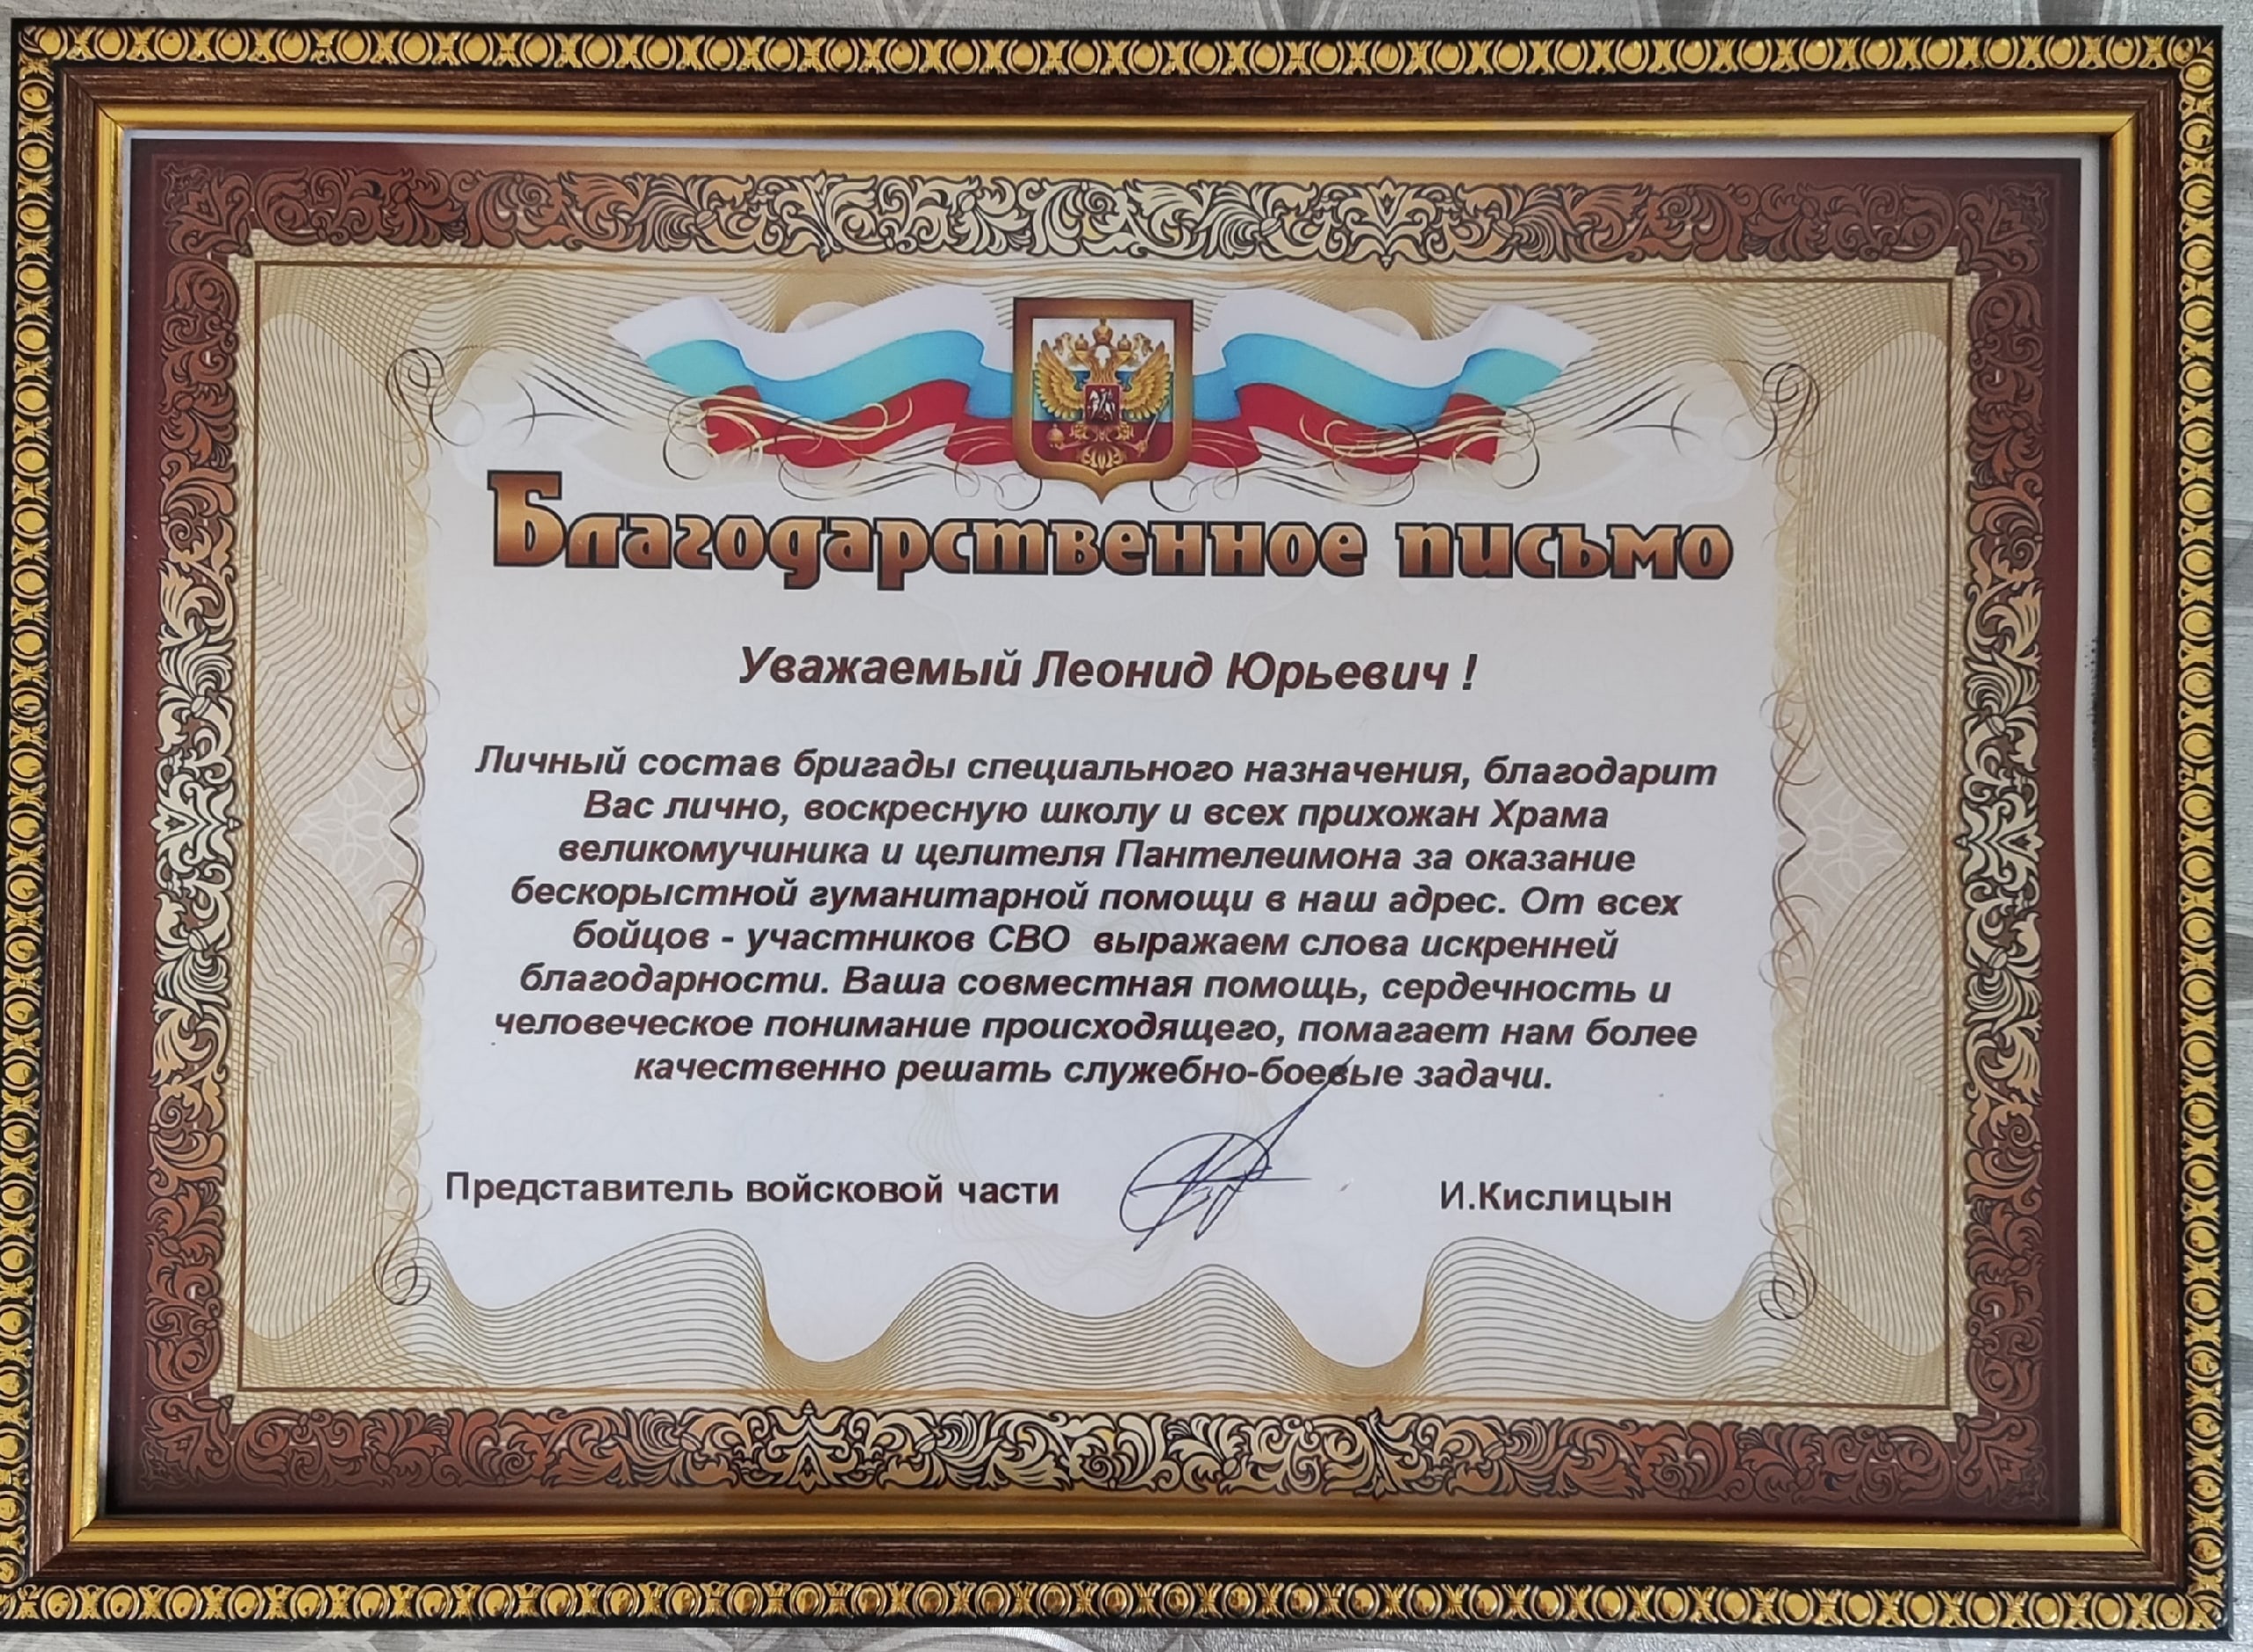 Благодарственное письмо
Уважаемый Леонид Юрьевич !
Личный состав бригады специального назначения, благодарит
Вас лично, воскресную школу и всех прихожан Храма
великомучиника и целителя Пантелеимона за оказание
бескорыстной гуманитарной помощи в наш адрес. От всех
бойцов - участников СВО выражаем слова искренней
благодарности. Ваша совместная помощь, сердечность и
человеческое понимание происходящего, помагает нам более
качественно решать служебно-боевые задачи.
Представитель войсковой части И.Кислицын